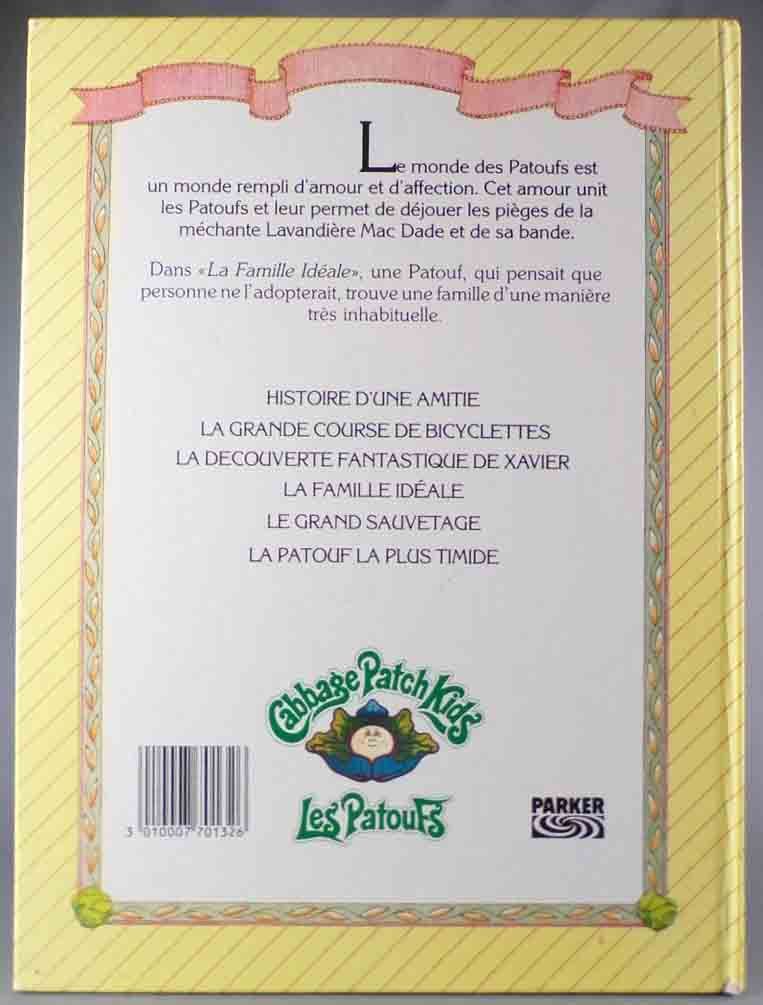 Le monde des Patoufs est
un monde rempli d'amour et d'affection. Cet amour unit
les Patoufs et leur permet de déjouer les pièges de la
méchante Lavandière Mac Dade et de sa bande.
Dans «La Famille Idéale», une Patouf, qui pensait que
personne ne l'adopterait, trouve une famille d'une manière
très inhabituelle.
HISTOIRE D'UNE AMITIE
LA GRANDE COURSE DE BICYCLETTES
LA DECOUVERTE FANTASTIQUE DE XAVIER
LA FAMILLE IDÉALE
LE GRAND SAUVETAGE
LA PATOUF LA PLUS TIMIDE
Cabbage Patch Kids
Les Patoufs
PARKER
3 010007 701326